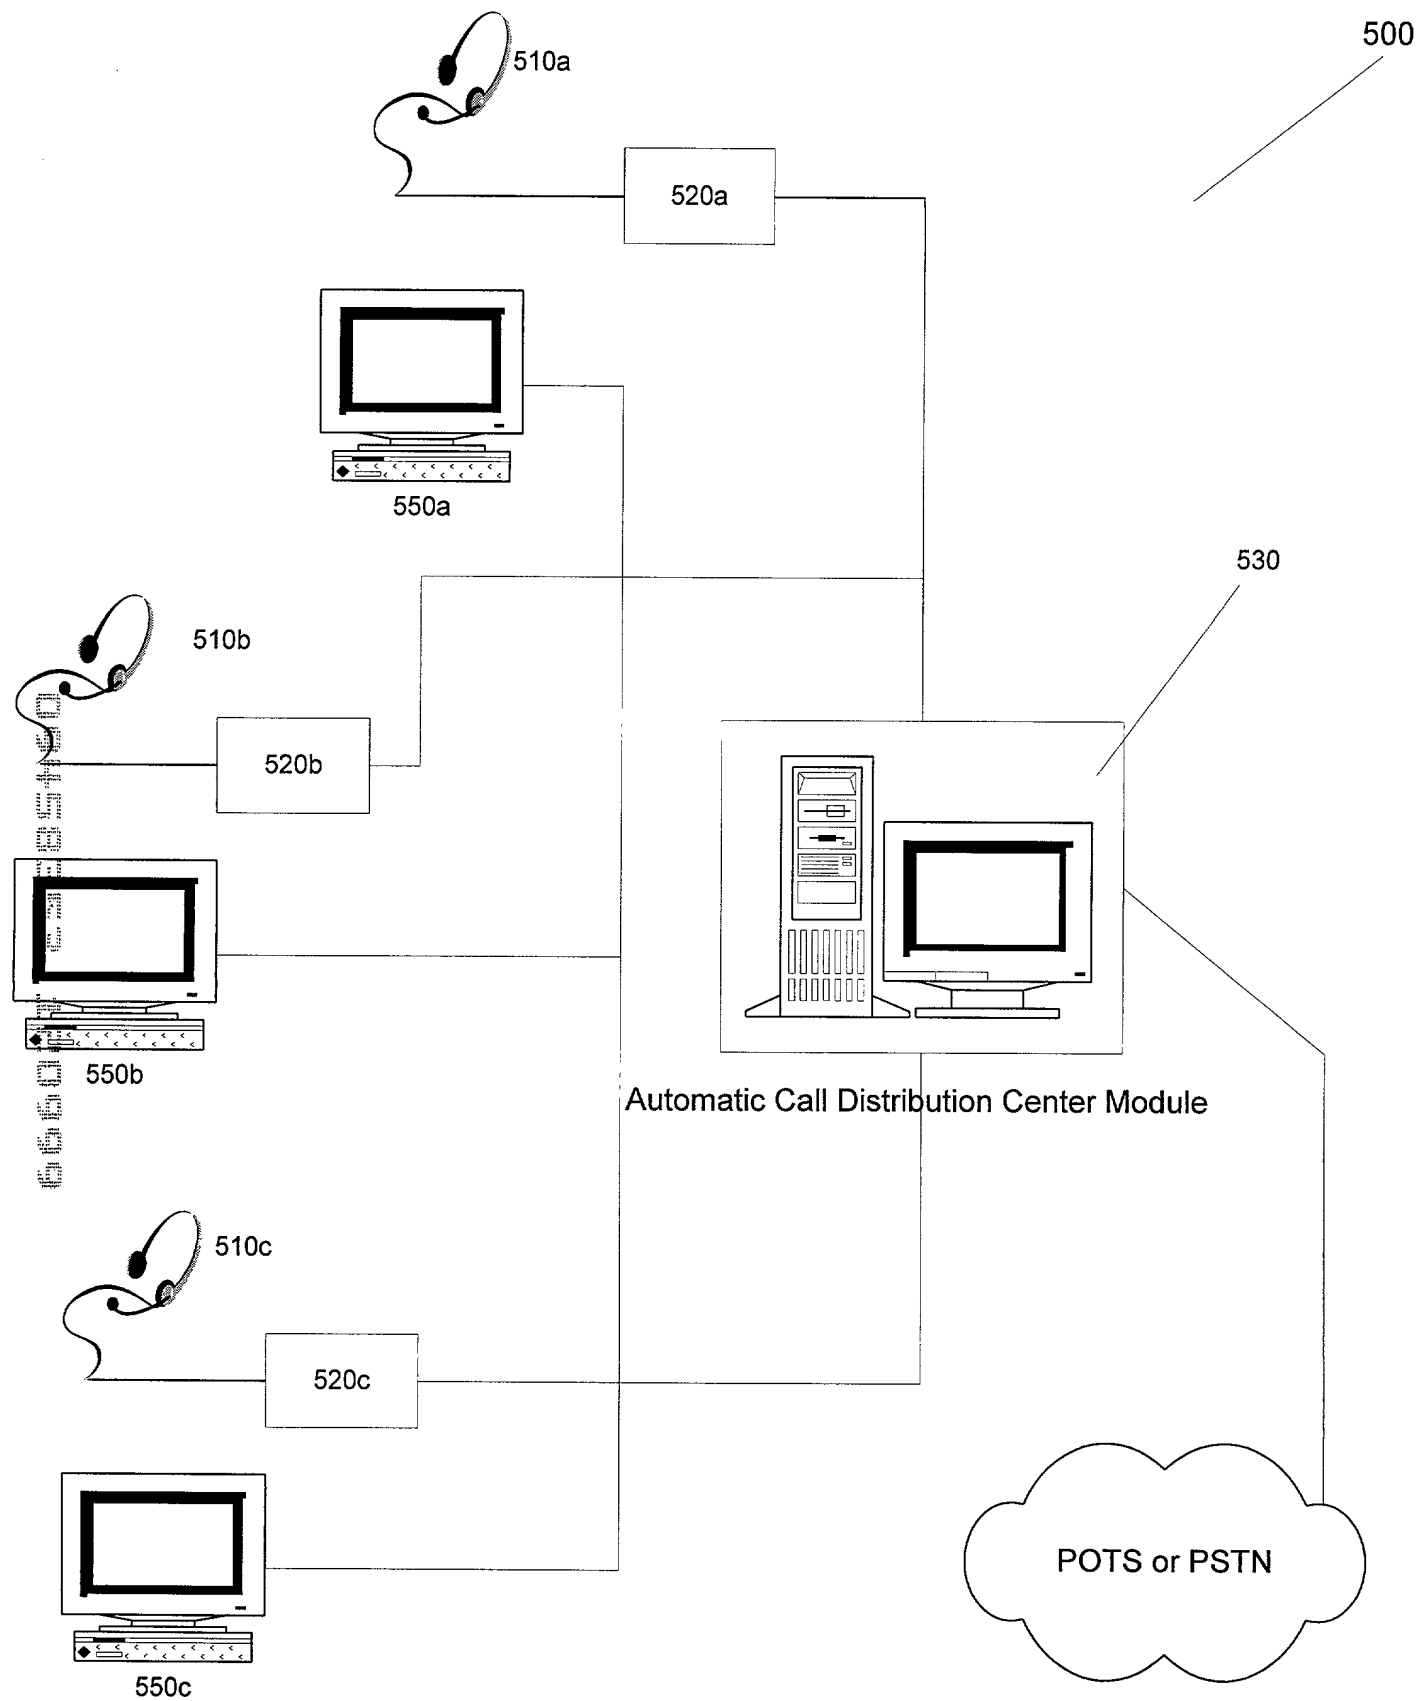 500
510a
520a
550a
530
510b
520b
550b
Automatic Call Distribution Center Module
510c
520c
POTS or PSTN
550c